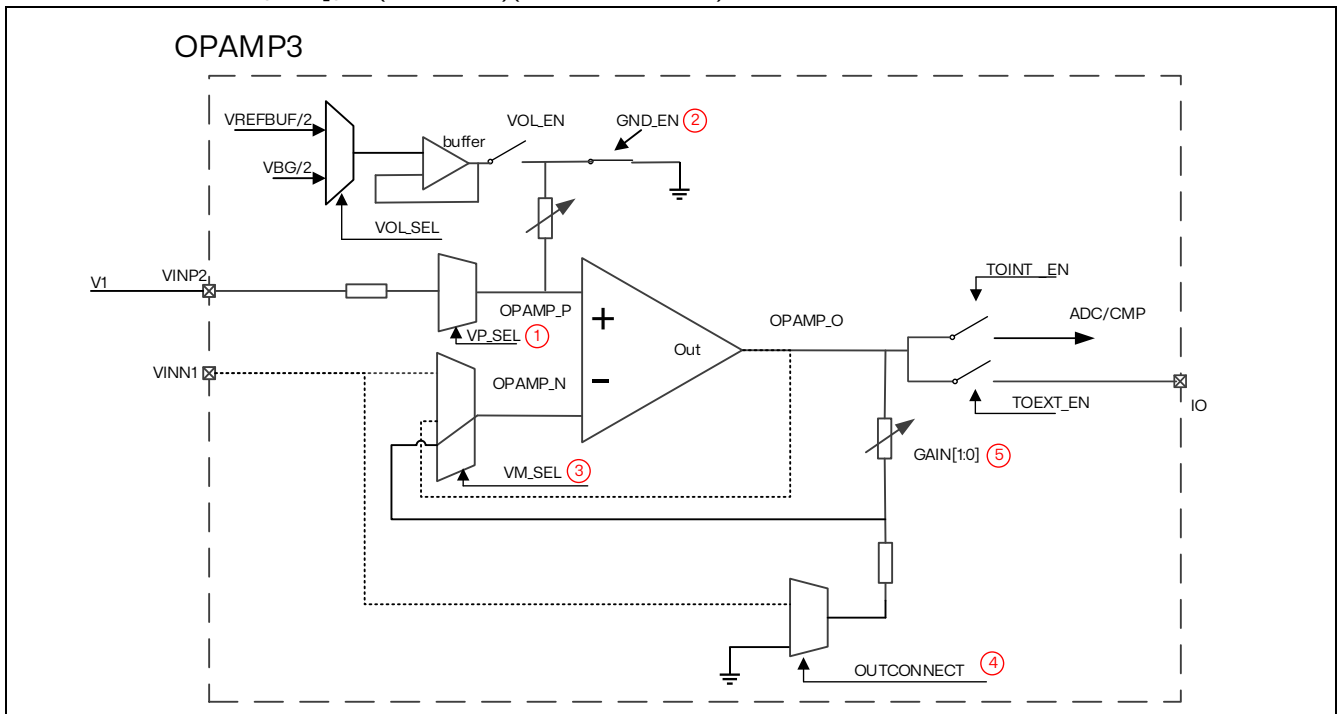 OPAMP3
VREFBUF/2
VOL_EN
GND_EN 2
buffer
VBG/2
VOL_SEL
V1
VINP2
TOINT _EN
OPAMP_P
OPAMP_O
ADC/CMP
+
VP_SEL 1
Out
VINN1
OPAMP_N
-
TOEXT_EN
IO
VM_SEL 3
GAIN[1:0] 5
OUTCONNECT 4